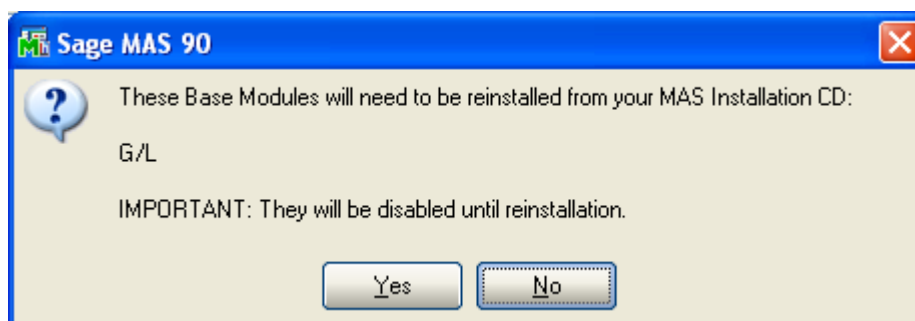 Sage MAS 90
These Base Modules will need to be reinstalled from your MAS Installation CD:
G/L
IMPORTANT: They will be disabled until reinstallation.
Yes No